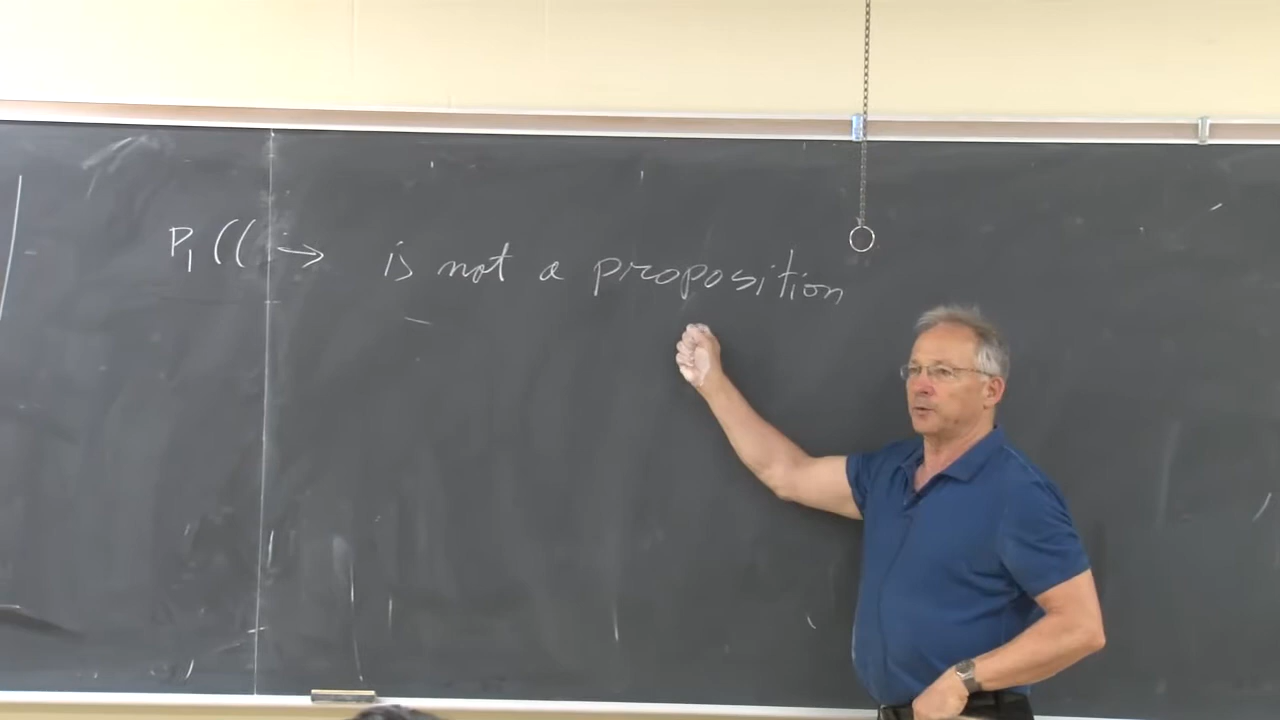 P₁ (( → is not a proposition